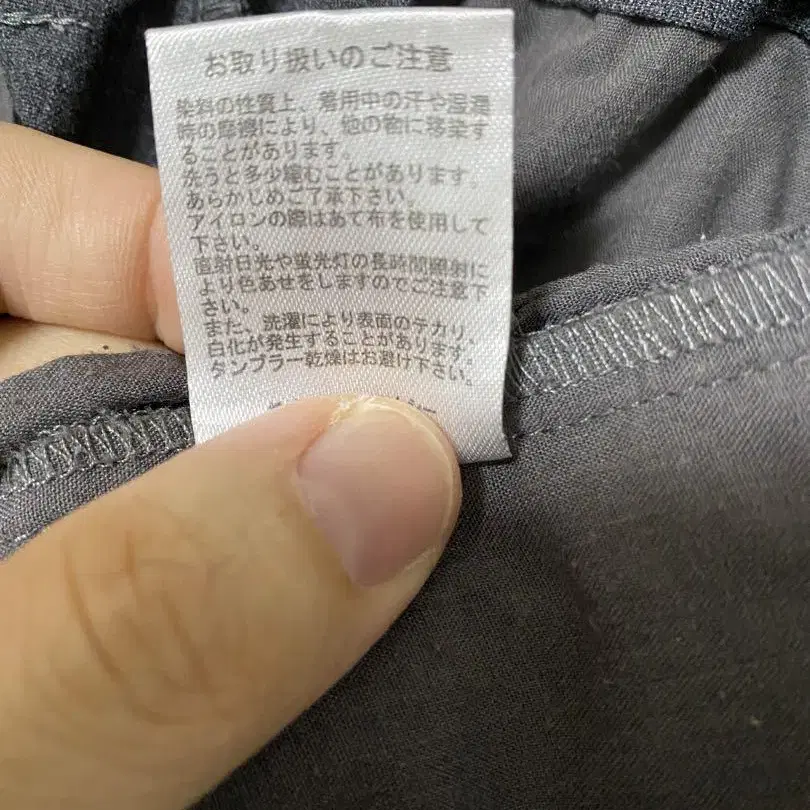 お取り扱いのご注意
染料の性質上、着用中の汗や湿潤
時の摩擦により、他の物に移染す
ることがあります。
洗うと多少縮むことがあります。
あらかじめご了承下さい。
アイロンの際はあて布を使用して
下さい。
直射日光や蛍光灯の長時間照射に
より色あせをしますのでご注意下
さい。
また、洗濯により表面のテカリ、
白化が発生することがあります。
タンブラー乾燥はお避け下さい。